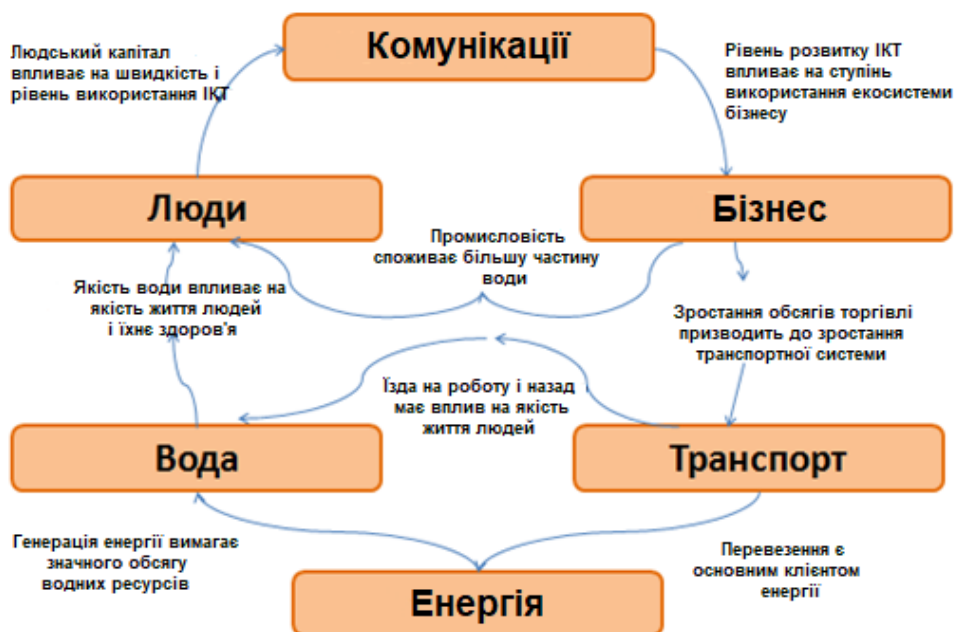 Комунікації
Людський капітал
впливає на швидкість і
рівень використання ІКТ
Рівень розвитку ІКТ
впливає на ступінь
використання екосистеми
бізнесу
Люди
Бізнес
Промисловість
споживає більшу частину
води
Якість води впливає на
якість життя людей
і їхнє здоров'я
Зростання обсягів торгівлі
призводить до зростання
транспортної системи
Їзда на роботу і назад
має вплив на якість
життя людей
Вода
Транспорт
Генерація енергії вимагає
значного обсягу
водних ресурсів
Перевезення є
основним клієнтом
енергії
Енергія